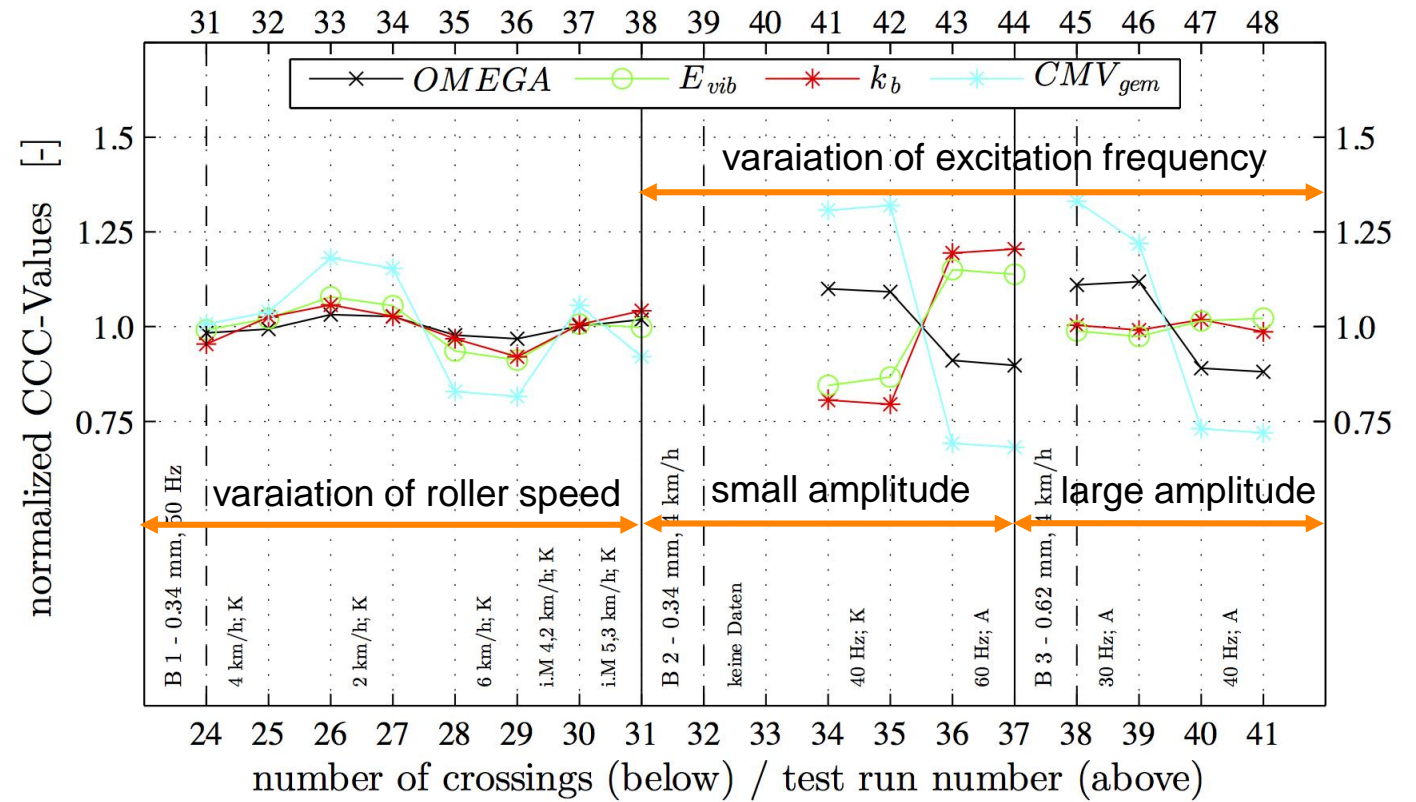 31 32 33 34 35 36 37 38 39 40 41 42 43 44 45 46 47 48
OMEGA E_vib k_b CMV_gem
1.5 1.5
varaiation of excitation frequency
1.25 1.25
1.0 1.0
0.75 0.75
normalized CCC-Values [-]
varaiation of roller speed
small amplitude
large amplitude
B 1 - 0.34 mm, 50 Hz
4 km/h; K
2 km/h; K
6 km/h; K
i.M 4,2 km/h; K
i.M 5,3 km/h; K
B 2 - 0.34 mm, 4 km/h
keine Daten
40 Hz; K
60 Hz; A
B 3 - 0.62 mm, 4 km/h
30 Hz; A
40 Hz; A
24 25 26 27 28 29 30 31 32 33 34 35 36 37 38 39 40 41
number of crossings (below) / test run number (above)